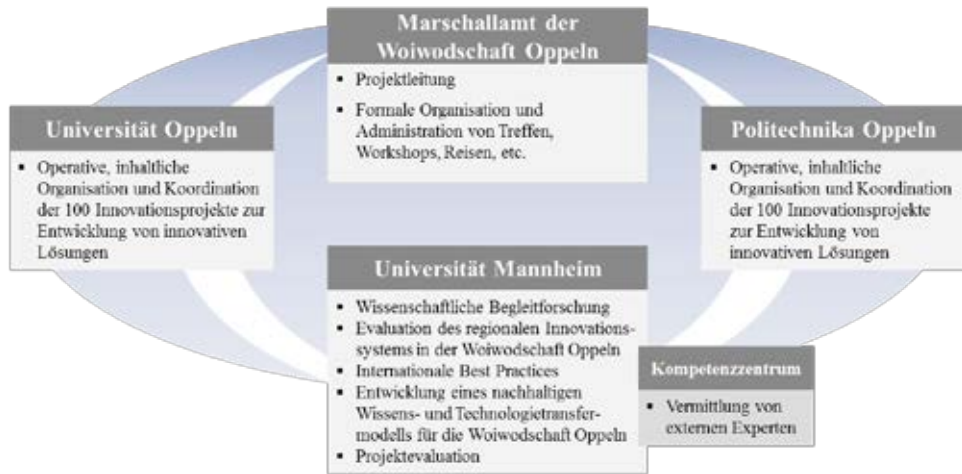 Marschallamt der
Woiwodschaft Oppeln
▪ Projektleitung
▪ Formale Organisation und
Administration von Treffen,
Workshops, Reisen, etc.
Universität Oppeln
▪ Operative, inhaltliche
Organisation und Koordination
der 100 Innovationsprojekte zur
Entwicklung von innovativen
Lösungen
Politechnika Oppeln
▪ Operative, inhaltliche
Organisation und Koordination
der 100 Innovationsprojekte
zur Entwicklung von
innovativen Lösungen
Universität Mannheim
▪ Wissenschaftliche Begleitforschung
▪ Evaluation des regionalen Innovations-
systems in der Woiwodschaft Oppeln
▪ Internationale Best Practices
▪ Entwicklung eines nachhaltigen
Wissens- und Technologietransfer-
modells für die Woiwodschaft Oppeln
▪ Projektevaluation
Kompetenzzentrum
▪ Vermittlung von
externen Experten